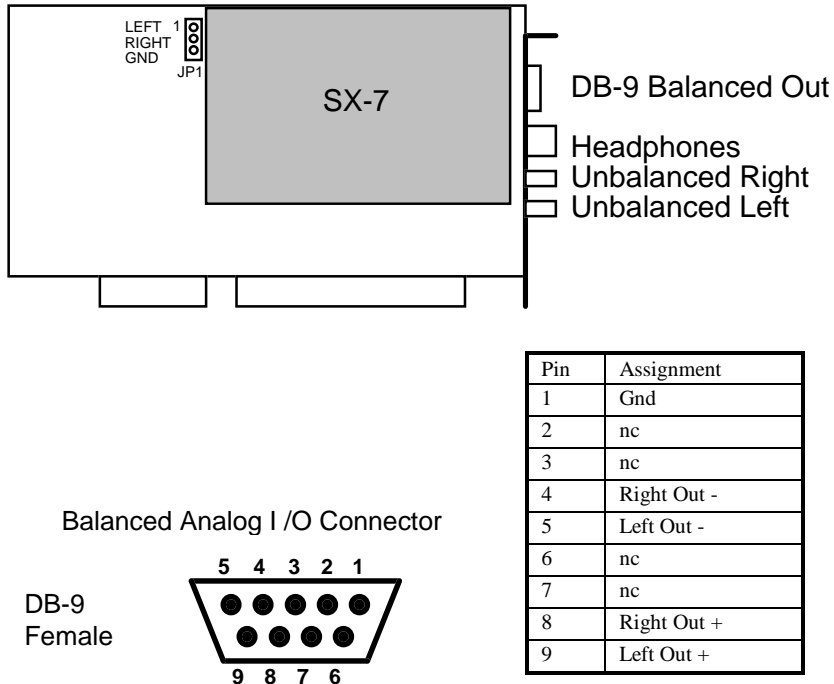 LEFT 1
RIGHT
GND
JP1
SX-7
DB-9 Balanced Out
Headphones
Unbalanced Right
Unbalanced Left
Pin Assignment
1 Gnd
2 nc
3 nc
4 Right Out -
5 Left Out -
6 nc
7 nc
8 Right Out +
9 Left Out +
Balanced Analog I /O Connector
5 4 3 2 1
DB-9
Female
9 8 7 6